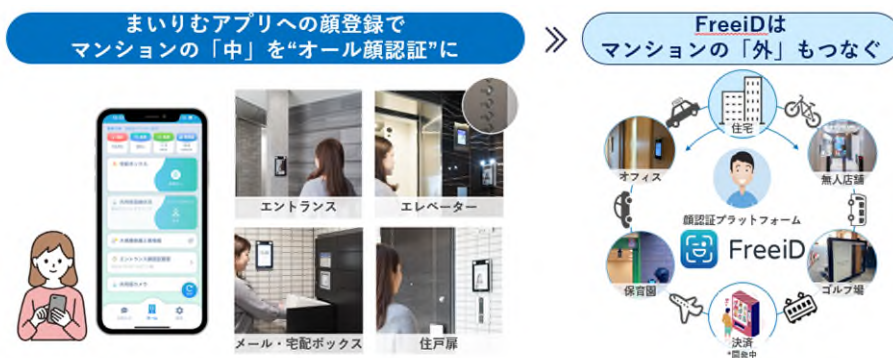 まいりむアプリへの顔登録で
マンションの「中」を“オール顔認証”に
FreeiDは
マンションの「外」もつなぐ
エントランス
エレベーター
メール・宅配ボックス
住戸扉
住宅
オフィス
無人店舗
顔認証プラットフォーム
FreeiD
保育園
ゴルフ場
決済
*開発中